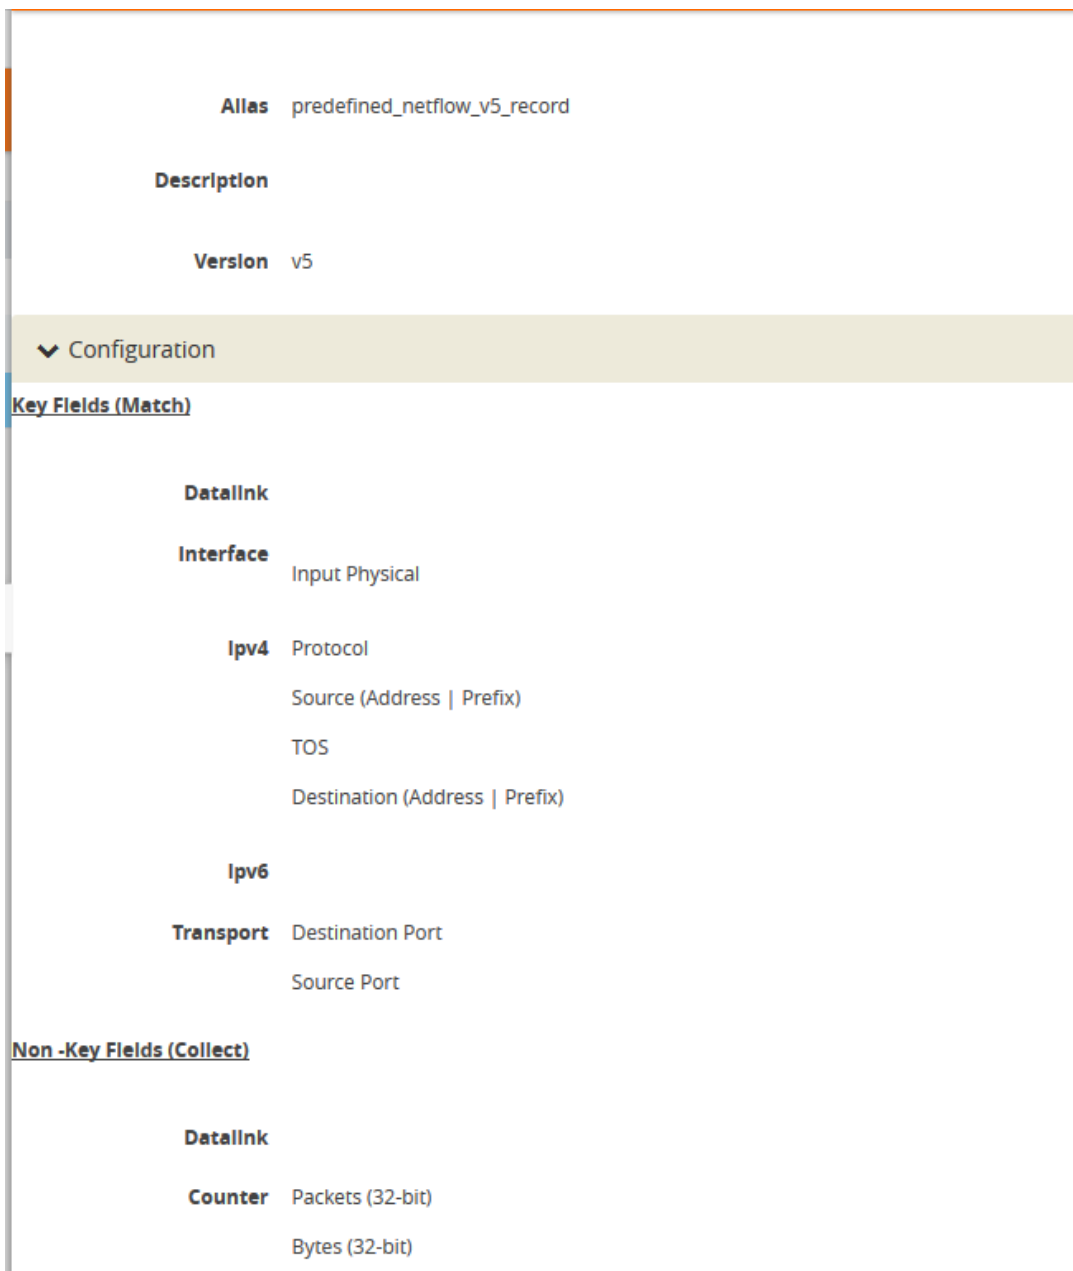 Alias predefined_netflow_v5_record
Description
Version v5
Configuration
Key Fields (Match)
Datalink
Interface
Input Physical
Ipv4 Protocol
Source (Address | Prefix)
TOS
Destination (Address | Prefix)
Ipv6
Transport Destination Port
Source Port
Non -Key Fields (Collect)
Datalink
Counter Packets (32-bit)
Bytes (32-bit)